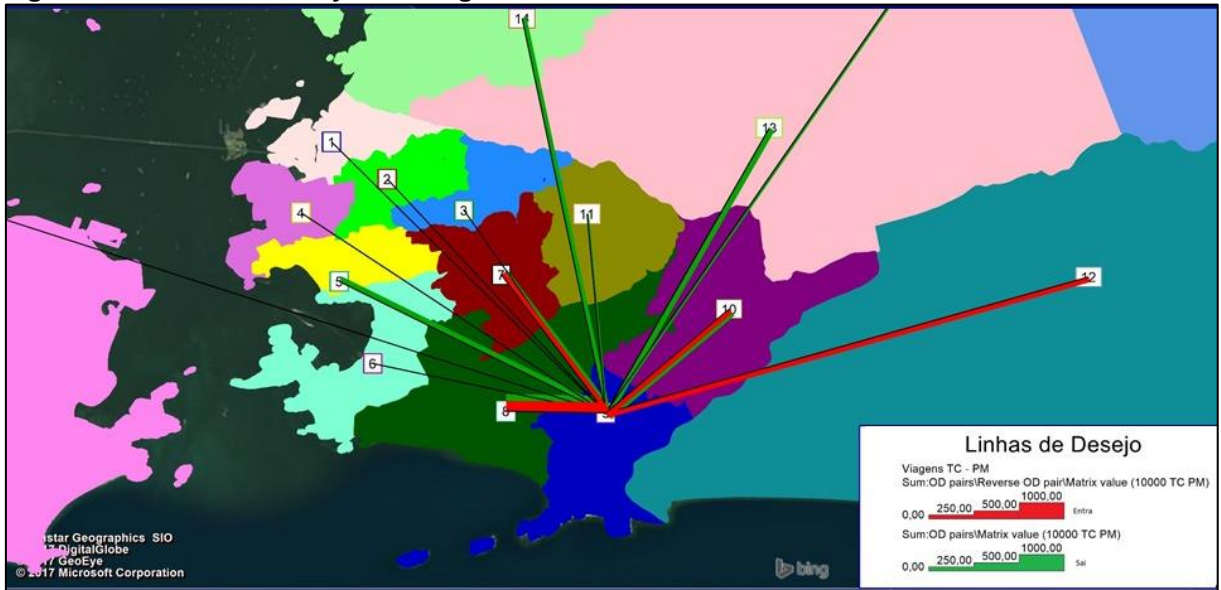 14
13
1
2
4
3
11
7
12
5
10
6
8
9
Linhas de Desejo
Viagens TC - PM
Sum:OD pairs\Reverse OD pair\Matrix value (10000 TC PM)
0,00 250,00 500,00 1000,00 Entra
Sum:OD pairs\Matrix value (10000 TC PM)
0,00 250,00 500,00 1000,00 Sai
Geographics SIO
DigitalGlobe
GeoEye
© 2017 Microsoft Corporation
bing